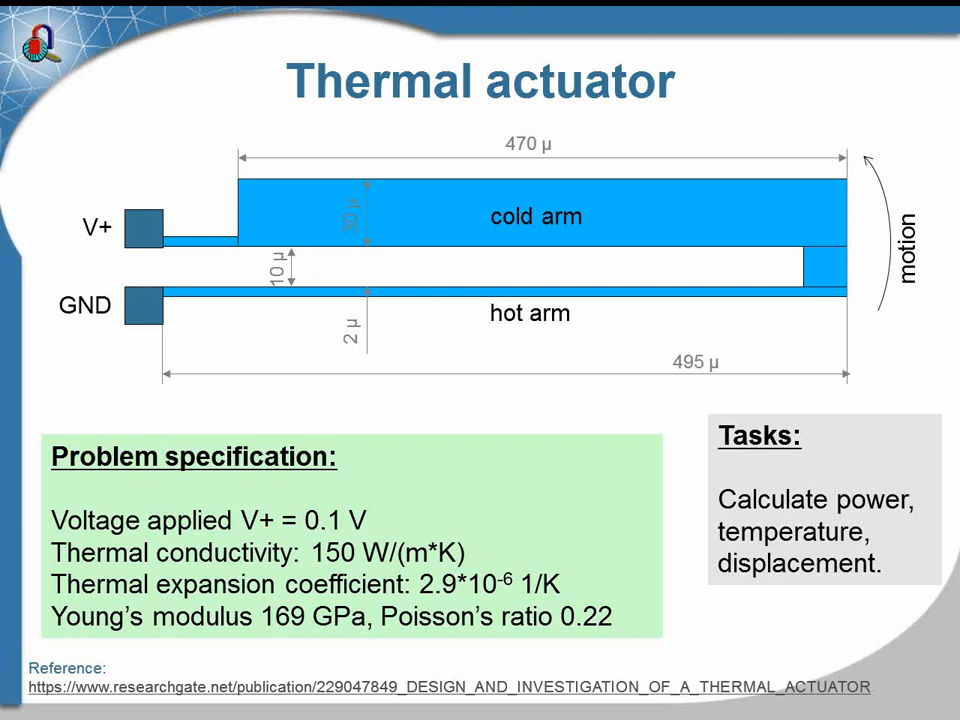 Thermal actuator
470 µ
cold arm
30 µ
V+
10 µ
motion
GND
hot arm
2 µ
495 µ
Problem specification:
Voltage applied V+ = 0.1 V
Thermal conductivity: 150 W/(m*K)
Thermal expansion coefficient: 2.9*10⁻⁶ 1/K
Young’s modulus 169 GPa, Poisson’s ratio 0.22
Tasks:
Calculate power,
temperature,
displacement.
Reference:
https://www.researchgate.net/publication/229047849_DESIGN_AND_INVESTIGATION_OF_A_THERMAL_ACTUATOR